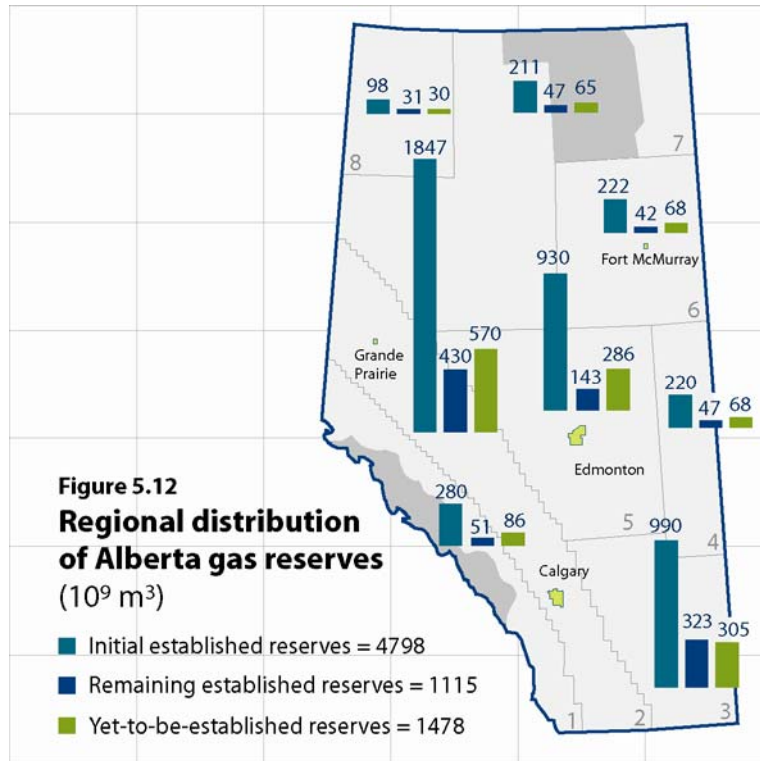 98
31
30
211
47
65
1847
8
7
222
42
68
Fort McMurray
930
6
570
430
Grande
Prairie
286
143
220
47
68
Edmonton
Figure 5.12
Regional distribution
of Alberta gas reserves
(10⁹ m³)
280
51
86
5
990
4
Calgary
323
305
Initial established reserves = 4798
Remaining established reserves = 1115
Yet-to-be-established reserves = 1478
1
2
3